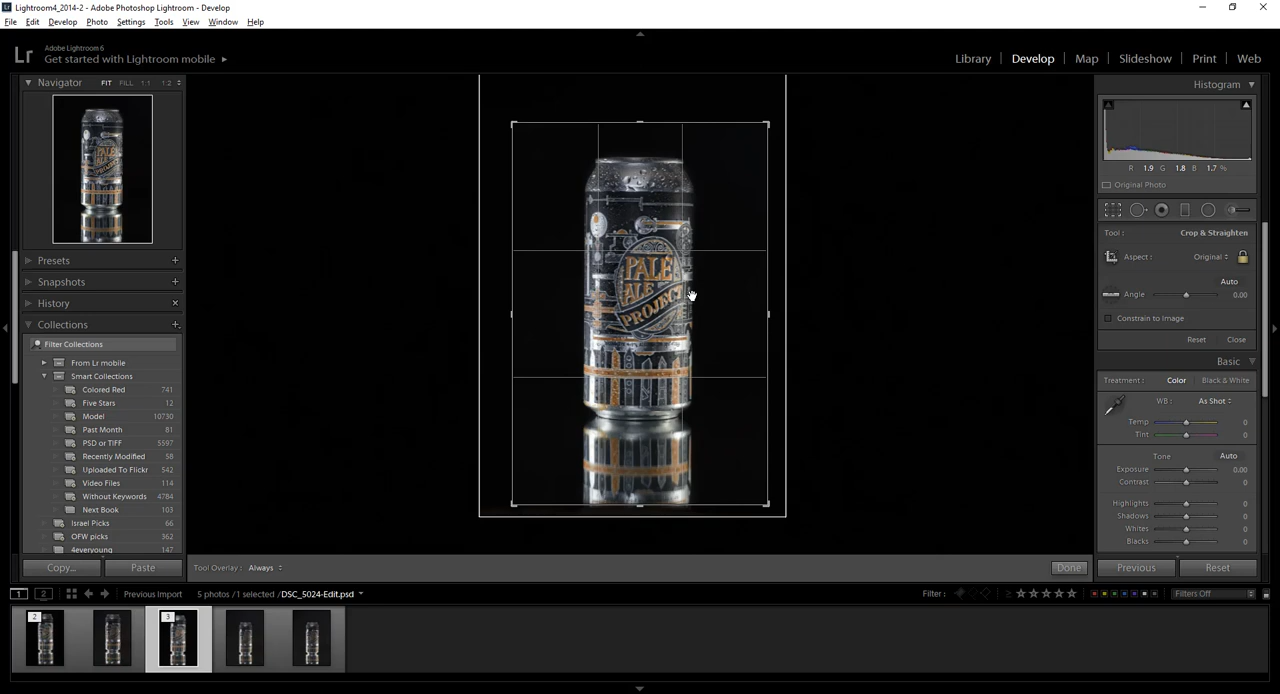 Lightroom4_2014-2 - Adobe Photoshop Lightroom - Develop
File Edit Develop Photo Settings Tools View Window Help
Lr
Adobe Lightroom 6
Get started with Lightroom mobile
Library Develop Map Slideshow Print Web
Navigator FIT FILL 1:1 1:2
Presets
Snapshots
History
Collections
Filter Collections
From Lr mobile
Smart Collections
Colored Red 741
Five Stars 12
Model 10730
Past Month 81
PSD or TIFF 5597
Recently Modified 58
Uploaded To Flickr 542
Video Files 114
Without Keywords 4784
Next Book 103
Israel Picks 66
OFW picks 362
4everyoung 147
Copy... Paste
PALE
ALE
PROJECT
Tool Overlay : Always
Done
Histogram
R 1.9 G 1.8 B 1.7 %
Original Photo
Tool : Crop & Straighten
Aspect : Original
Auto
Angle 0.00
Constrain to Image
Reset Close
Basic
Treatment : Color Black & White
WB : As Shot
Temp 0
Tint 0
Tone Auto
Exposure 0.00
Contrast 0
Highlights 0
Shadows 0
Whites 0
Blacks 0
Previous Reset
1 2 Previous Import 5 photos /1 selected /DSC_5024-Edit.psd
Filter : Filters Off
2
3